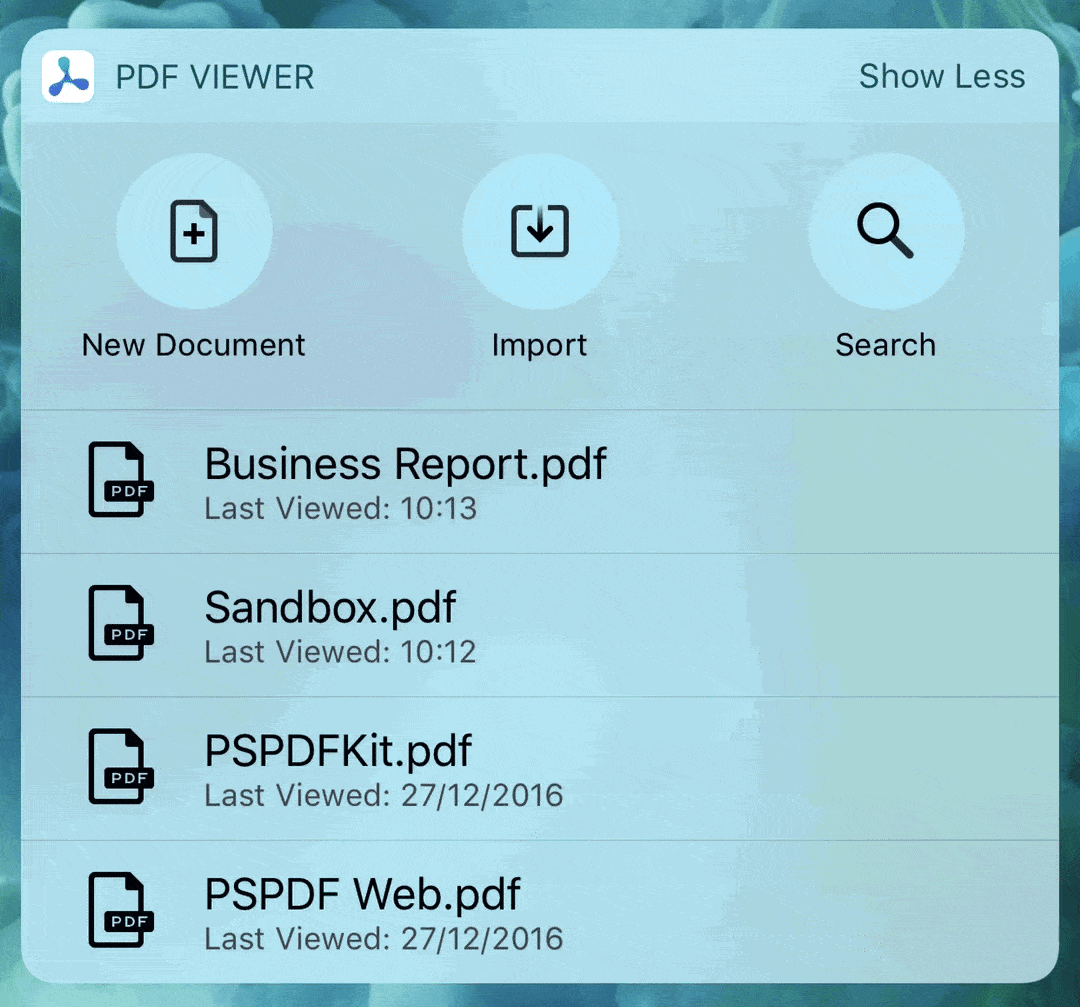 PDF VIEWER
Show Less
New Document
Import
Search
Business Report.pdf
PDF
Last Viewed: 10:13
Sandbox.pdf
PDF
Last Viewed: 10:12
PSPDFKit.pdf
PDF
Last Viewed: 27/12/2016
PSPDF Web.pdf
PDF
Last Viewed: 27/12/2016